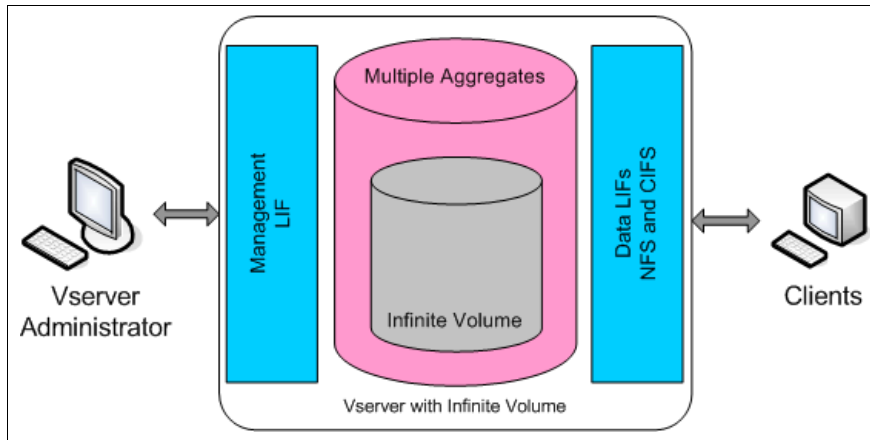 Vserver
Administrator
Management
LIF
Multiple Aggregates
Infinite Volume
Data LIFs
NFS and CIFS
Clients
Vserver with Infinite Volume